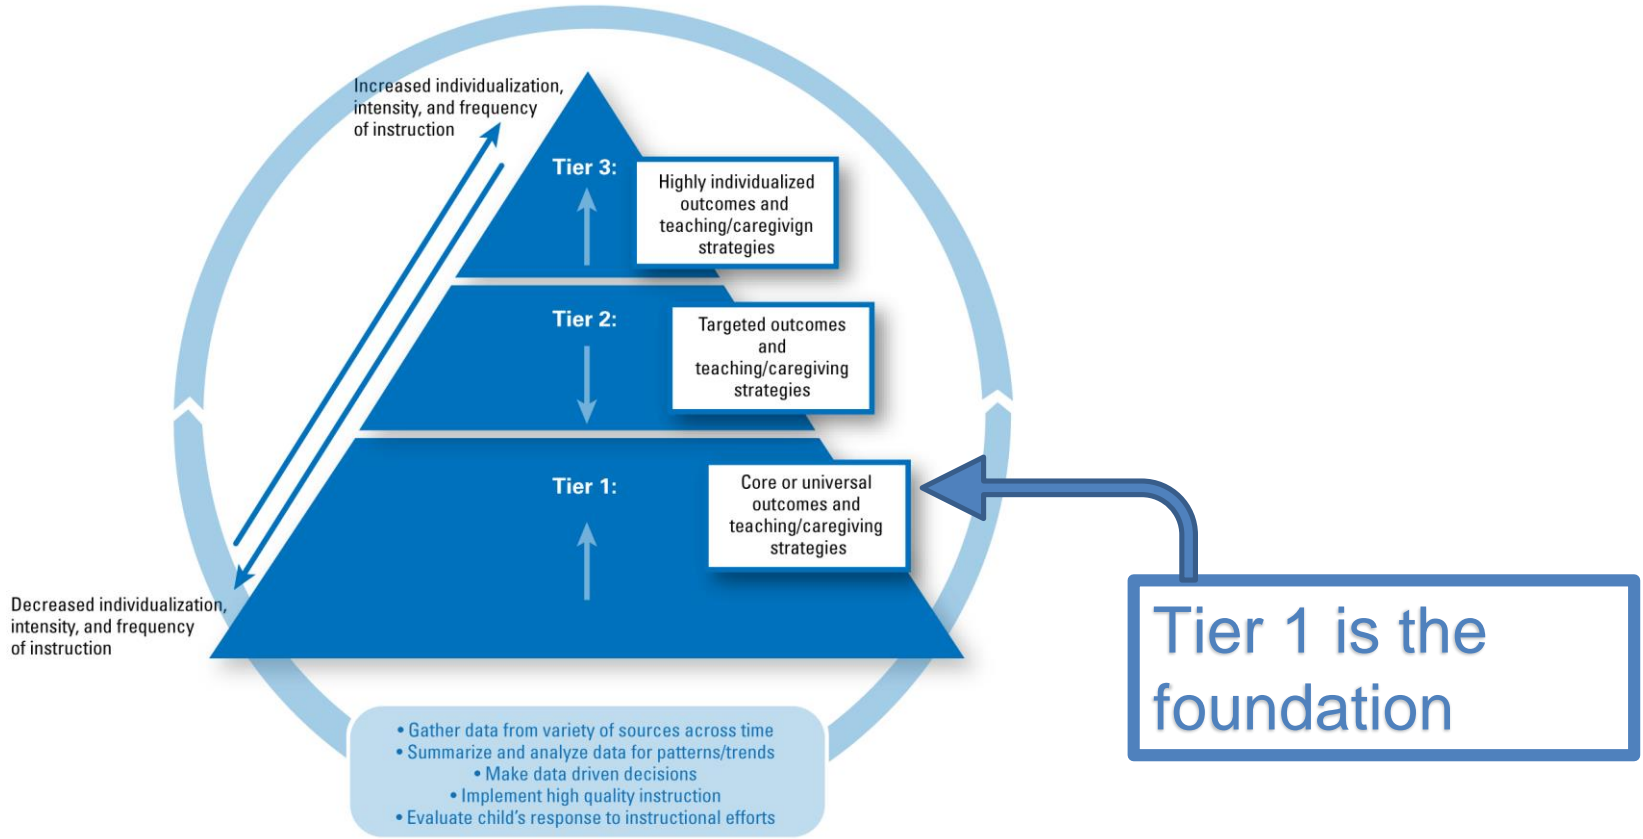 Increased individualization,
intensity, and frequency
of instruction
Tier 3:
Highly individualized
outcomes and
teaching/caregivign
strategies
Tier 2:
Targeted outcomes
and
teaching/caregiving
strategies
Tier 1:
Core or universal
outcomes and
teaching/caregiving
strategies
Decreased individualization,
intensity, and frequency
of instruction
Tier 1 is the
foundation
• Gather data from variety of sources across time
• Summarize and analyze data for patterns/trends
• Make data driven decisions
• Implement high quality instruction
• Evaluate child's response to instructional efforts